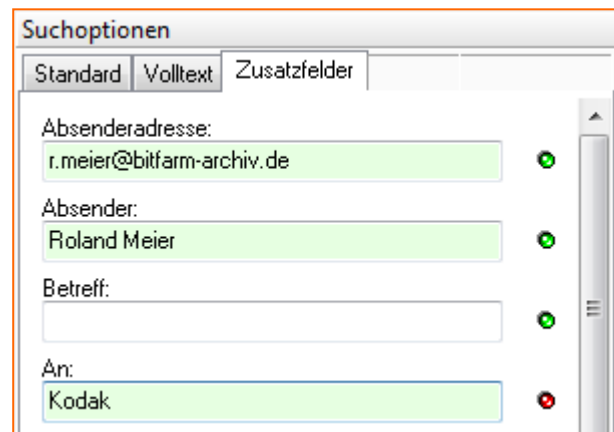 Suchoptionen
Standard Volltext Zusatzfelder
Absenderadresse:
r.meier@bitfarm-archiv.de
Absender:
Roland Meier
Betreff:
An:
Kodak